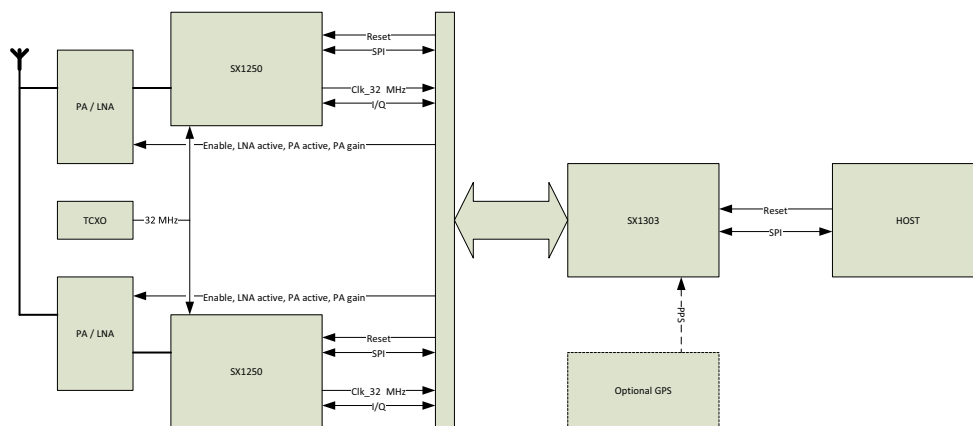 Reset
SPI
SX1250
PA / LNA
Clk_32 MHz
I/Q
Enable, LNA active, PA active, PA gain
TCXO
32 MHz
SX1303
Reset
SPI
HOST
PA / LNA
Enable, LNA active, PA active, PA gain
Reset
SPI
SX1250
Clk_32 MHz
I/Q
PPS
Optional GPS